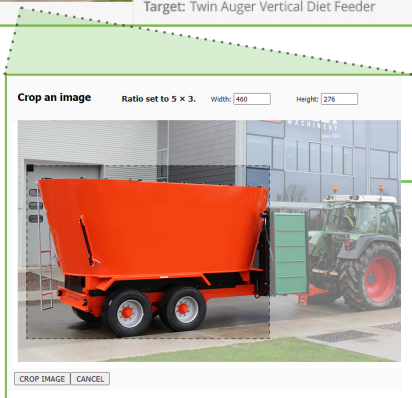 Target: Twin Auger Vertical Diet Feeder
Crop an image
Ratio set to 5 × 3. Width: 460 Height: 276
MACHINERY
CROP IMAGE CANCEL